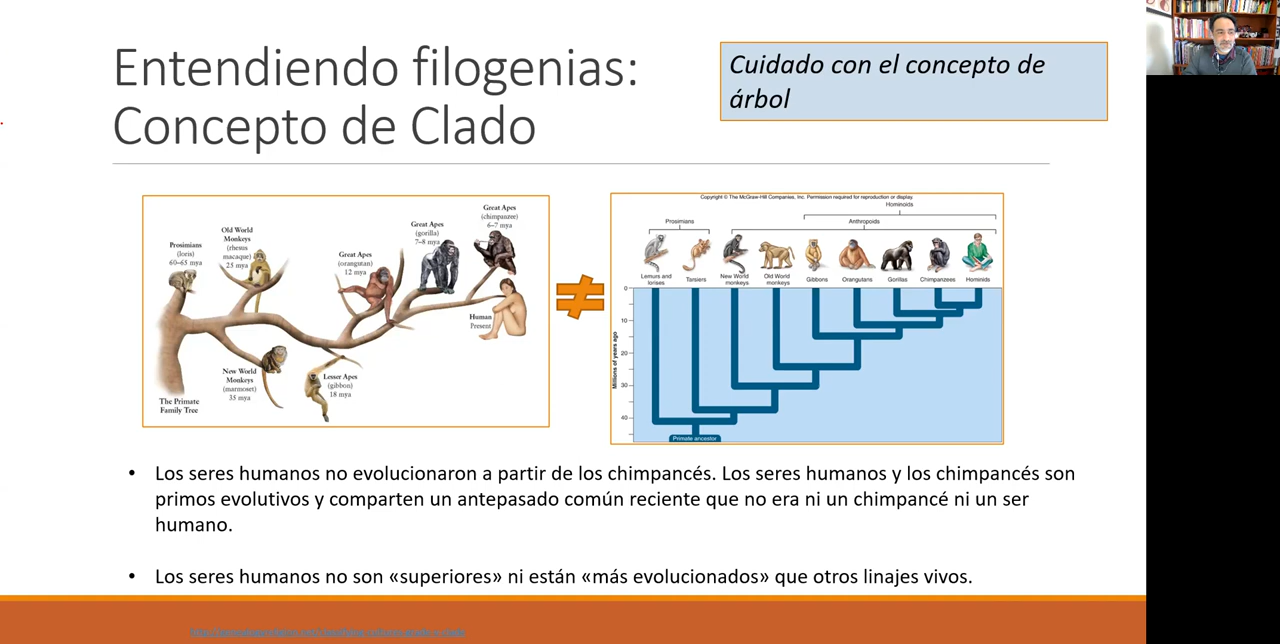 Entendiendo filogenias:
Concepto de Clado
Cuidado con el concepto de
árbol
Prosimians
(loris)
60–65 mya
Old World
Monkeys
(rhesus
macaque)
25 mya
Great Apes
(orangutan)
12 mya
Great Apes
(gorilla)
7–8 mya
Great Apes
(chimpanzee)
6–7 mya
Human
Present
New World
Monkeys
(marmoset)
35 mya
Lesser Apes
(gibbon)
18 mya
The Primate
Family Tree
Copyright © The McGraw-Hill Companies, Inc. Permission required for reproduction or display.
Hominoids
Prosimians
Anthropoids
Lemurs and
lorises
Tarsiers
New World
monkeys
Old World
monkeys
Gibbons
Orangutans
Gorillas
Chimpanzees
Hominids
Millions of years ago
0
10
20
30
40
Primate ancestor
• Los seres humanos no evolucionaron a partir de los chimpancés. Los seres humanos y los chimpancés son
primos evolutivos y comparten un antepasado común reciente que no era ni un chimpancé ni un ser
humano.
• Los seres humanos no son «superiores» ni están «más evolucionados» que otros linajes vivos.